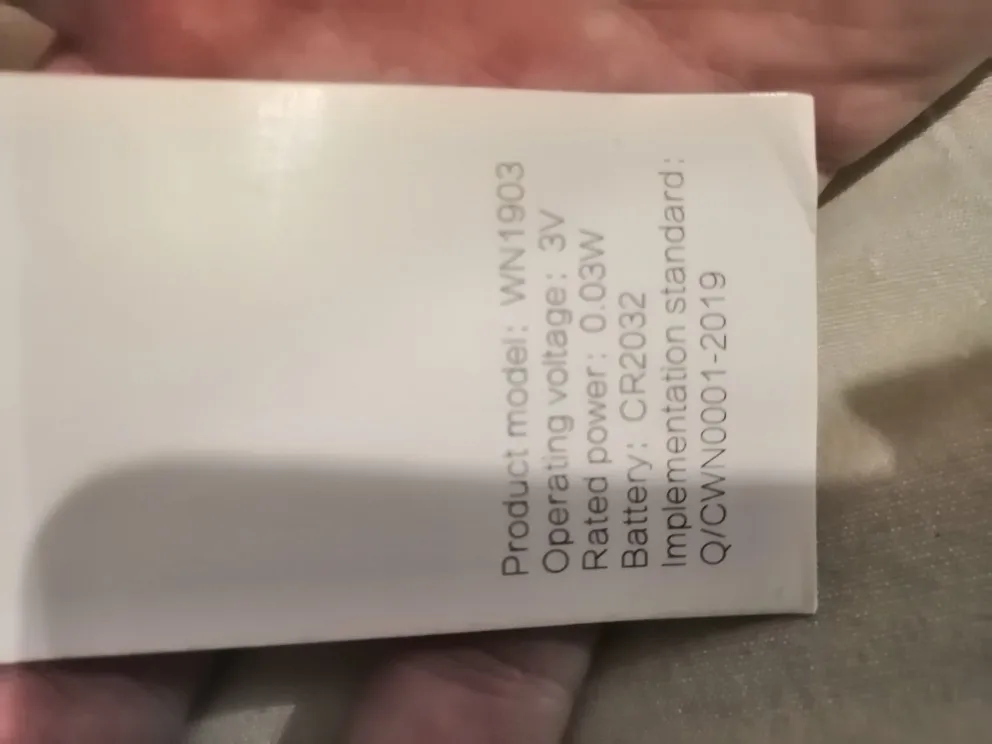 Product model: WN1903
Operating voltage: 3V
Rated power: 0.03W
Battery: CR2032
Implementation standard:
Q/CWN0001-2019